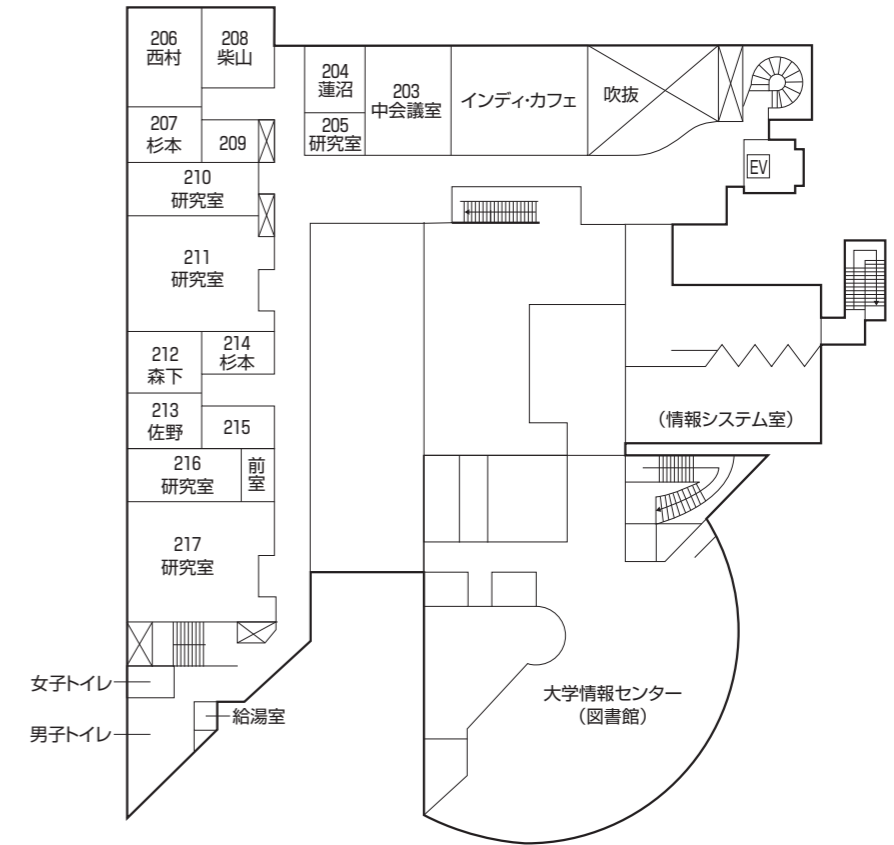 206
西村
208
柴山
204
蓮沼
203
中会議室
インディ・カフェ
吹抜
207
杉本
209
205
研究室
EV
210
研究室
211
研究室
212
森下
214
杉本
213
佐野
215
(情報システム室)
216
研究室
前
室
217
研究室
女子トイレ
男子トイレ
給湯室
大学情報センター
(図書館)